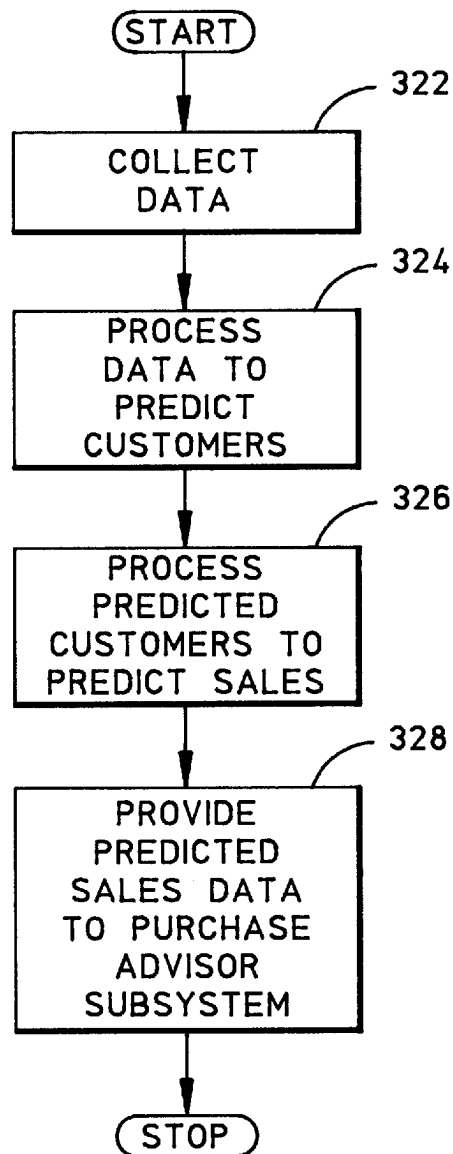 START
322
COLLECT
DATA
324
PROCESS
DATA TO
PREDICT
CUSTOMERS
326
PROCESS
PREDICTED
CUSTOMERS TO
PREDICT SALES
328
PROVIDE
PREDICTED
SALES DATA
TO PURCHASE
ADVISOR
SUBSYSTEM
STOP